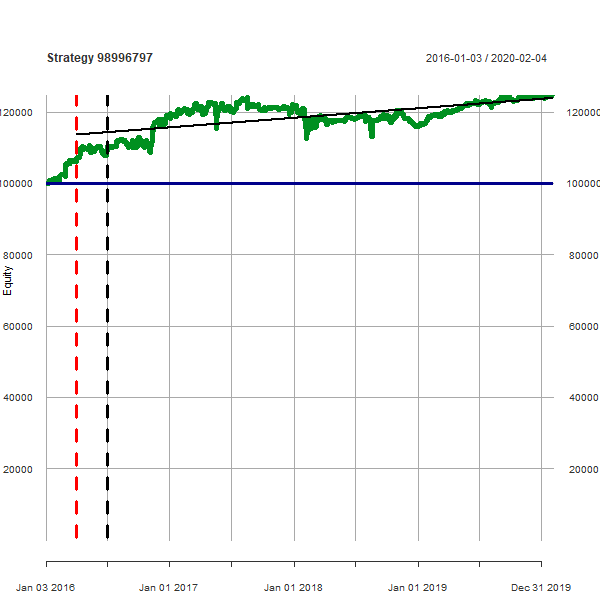 Strategy 98996797 2016-01-03 / 2020-02-04
120000 120000
100000 100000
80000 80000
Equity
60000 60000
40000 40000
20000 20000
Jan 03 2016 Jan 01 2017 Jan 01 2018 Jan 01 2019 Dec 31 2019